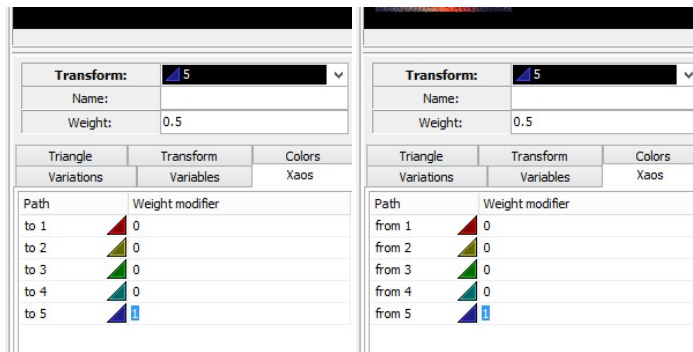 Transform: 5
Name:
Weight: 0.5
Triangle Transform Colors
Variations Variables Xaos
Path Weight modifier
to 1 0
to 2 0
to 3 0
to 4 0
to 5 1
Transform: 5
Name:
Weight: 0.5
Triangle Transform Colors
Variations Variables Xaos
Path Weight modifier
from 1 0
from 2 0
from 3 0
from 4 0
from 5 1